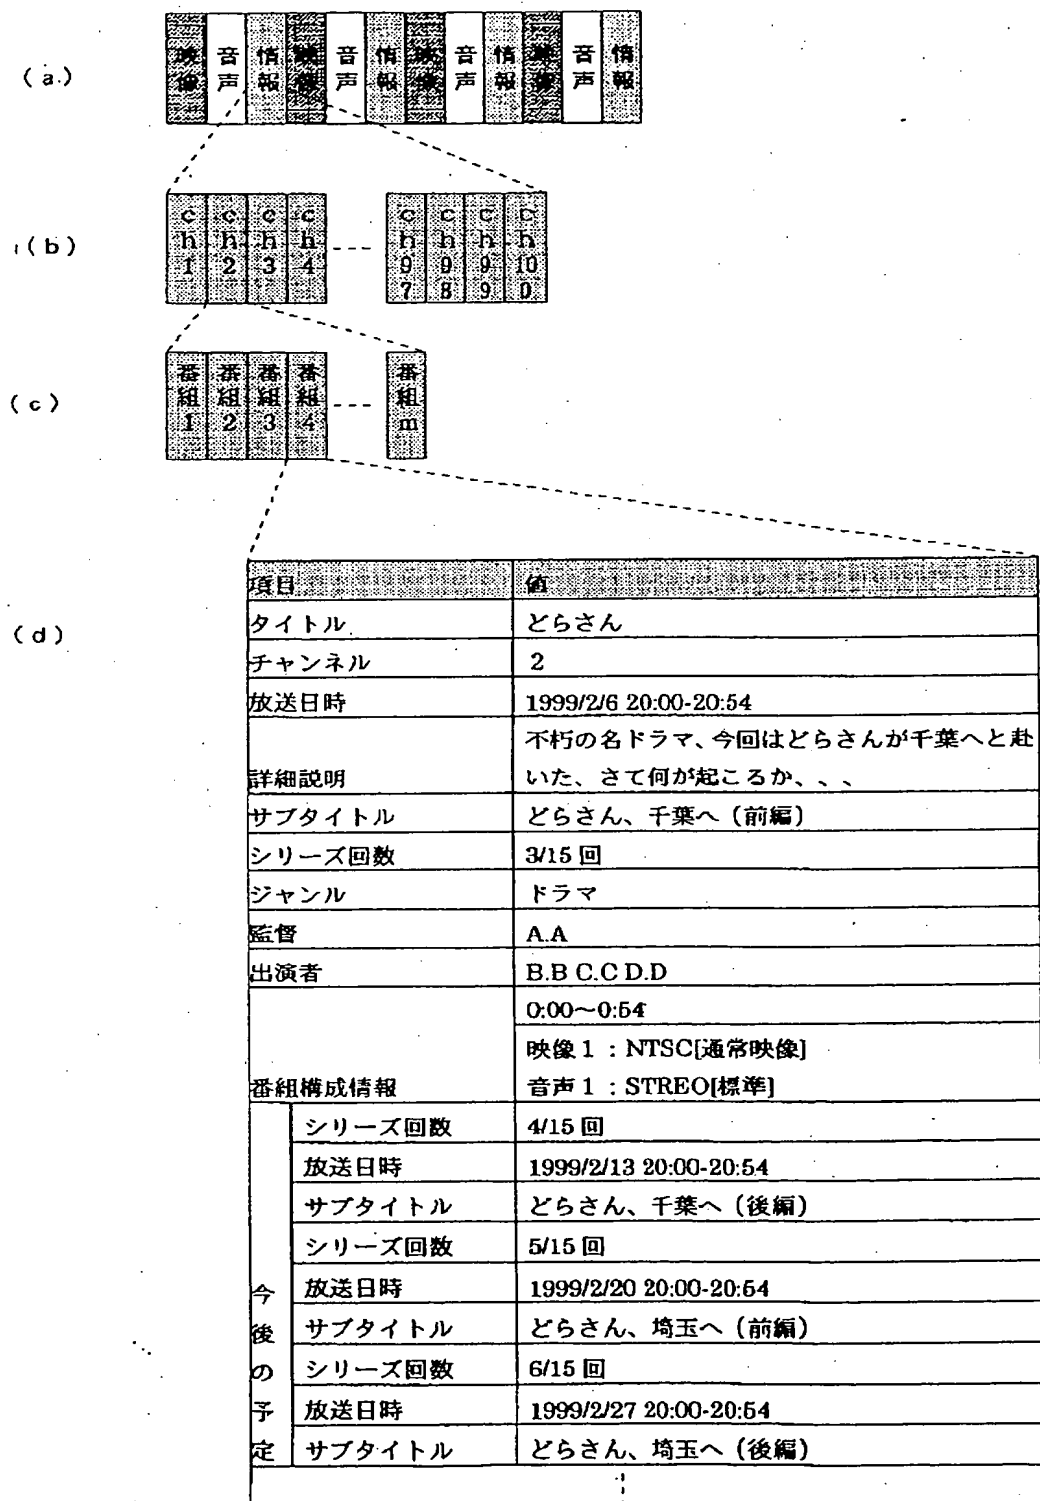 (a.)
映像 音声 情報 映像 音声 情報 映像 音声 情報 映像 音声 情報
(b)
ch1 ch2 ch3 ch4 ch97 ch98 ch99 ch100
(c)
番組1 番組2 番組3 番組4 番組m
(d)
項目 値
タイトル どらさん
チャンネル 2
放送日時 1999/2/6 20:00-20:54
詳細説明 不朽の名ドラマ、今回はどらさんが千葉へと赴
いた、さて何が起こるか、、、
サブタイトル どらさん、千葉へ（前編）
シリーズ回数 3/15 回
ジャンル ドラマ
監督 A.A
出演者 B.B C.C D.D
番組構成情報 0:00～0:54
映像1：NTSC[通常映像]
音声1：STREO[標準]
今後の予定
シリーズ回数 4/15 回
放送日時 1999/2/13 20:00-20:54
サブタイトル どらさん、千葉へ（後編）
シリーズ回数 5/15 回
放送日時 1999/2/20 20:00-20:54
サブタイトル どらさん、埼玉へ（前編）
シリーズ回数 6/15 回
放送日時 1999/2/27 20:00-20:54
サブタイトル どらさん、埼玉へ（後編）